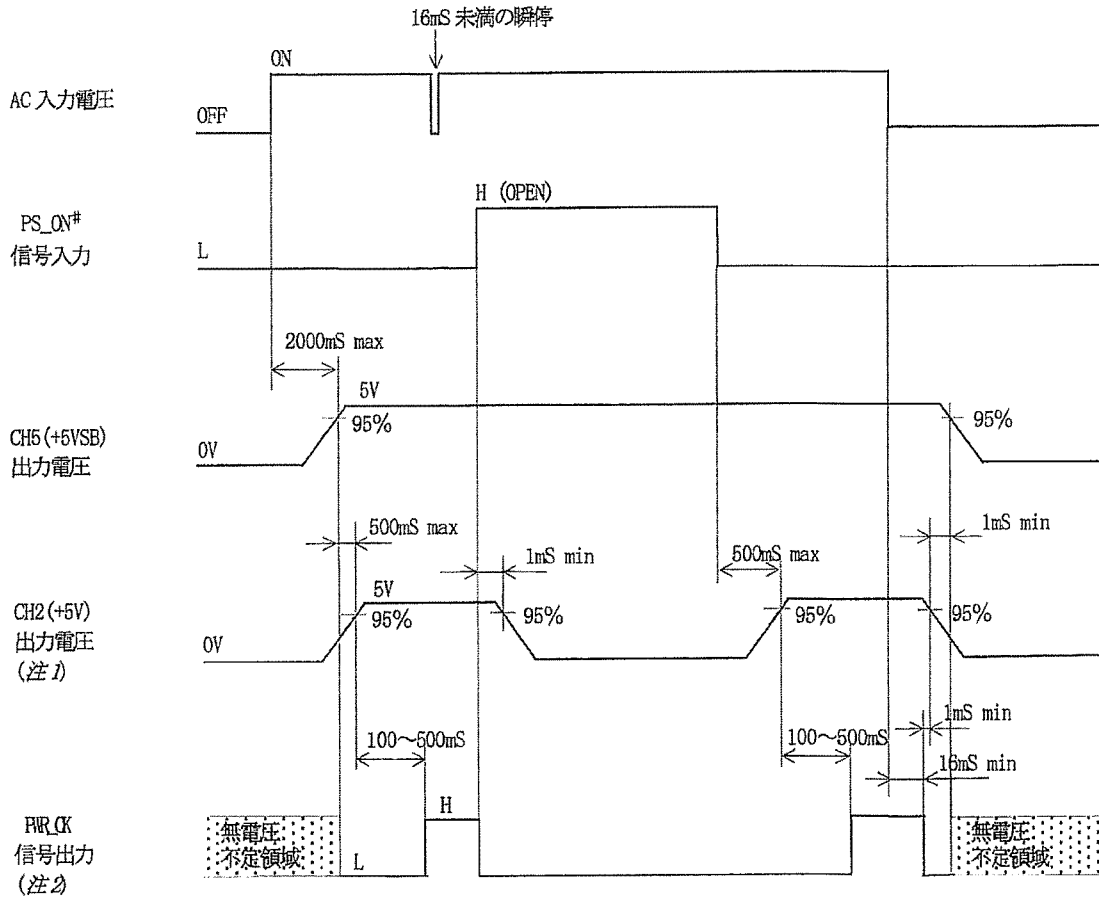 16mS 未満の瞬停
ON
AC 入力電圧
OFF
H (OPEN)
PS_ON#
信号入力
L
2000mS max
5V
95%
95%
CH5(+5VSB)
出力電圧
0V
500mS max
1mS min
500mS max
1mS min
5V
95%
95%
95%
CH2(+5V)
出力電圧
(注1)
0V
1mS min
100～500mS
100～500mS
16mS min
H
PWR_OK
信号出力
(注2)
無電圧
不定領域
L
無電圧
不定領域